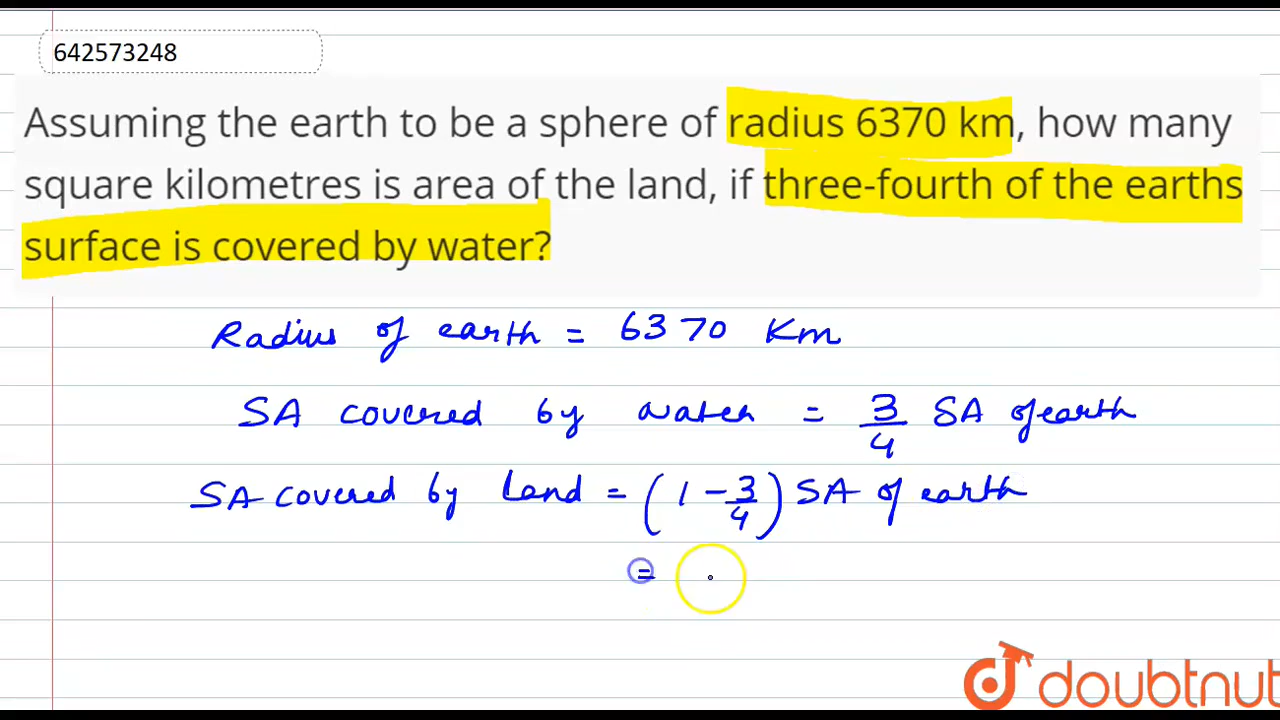 642573248
Assuming the earth to be a sphere of radius 6370 km, how many
square kilometres is area of the land, if three-fourth of the earths
surface is covered by water?
Radius of earth = 6370 Km
SA covered by water = 3/4 SA of earth
SA covered by Land = (1 - 3/4) SA of earth
=
doubtnut